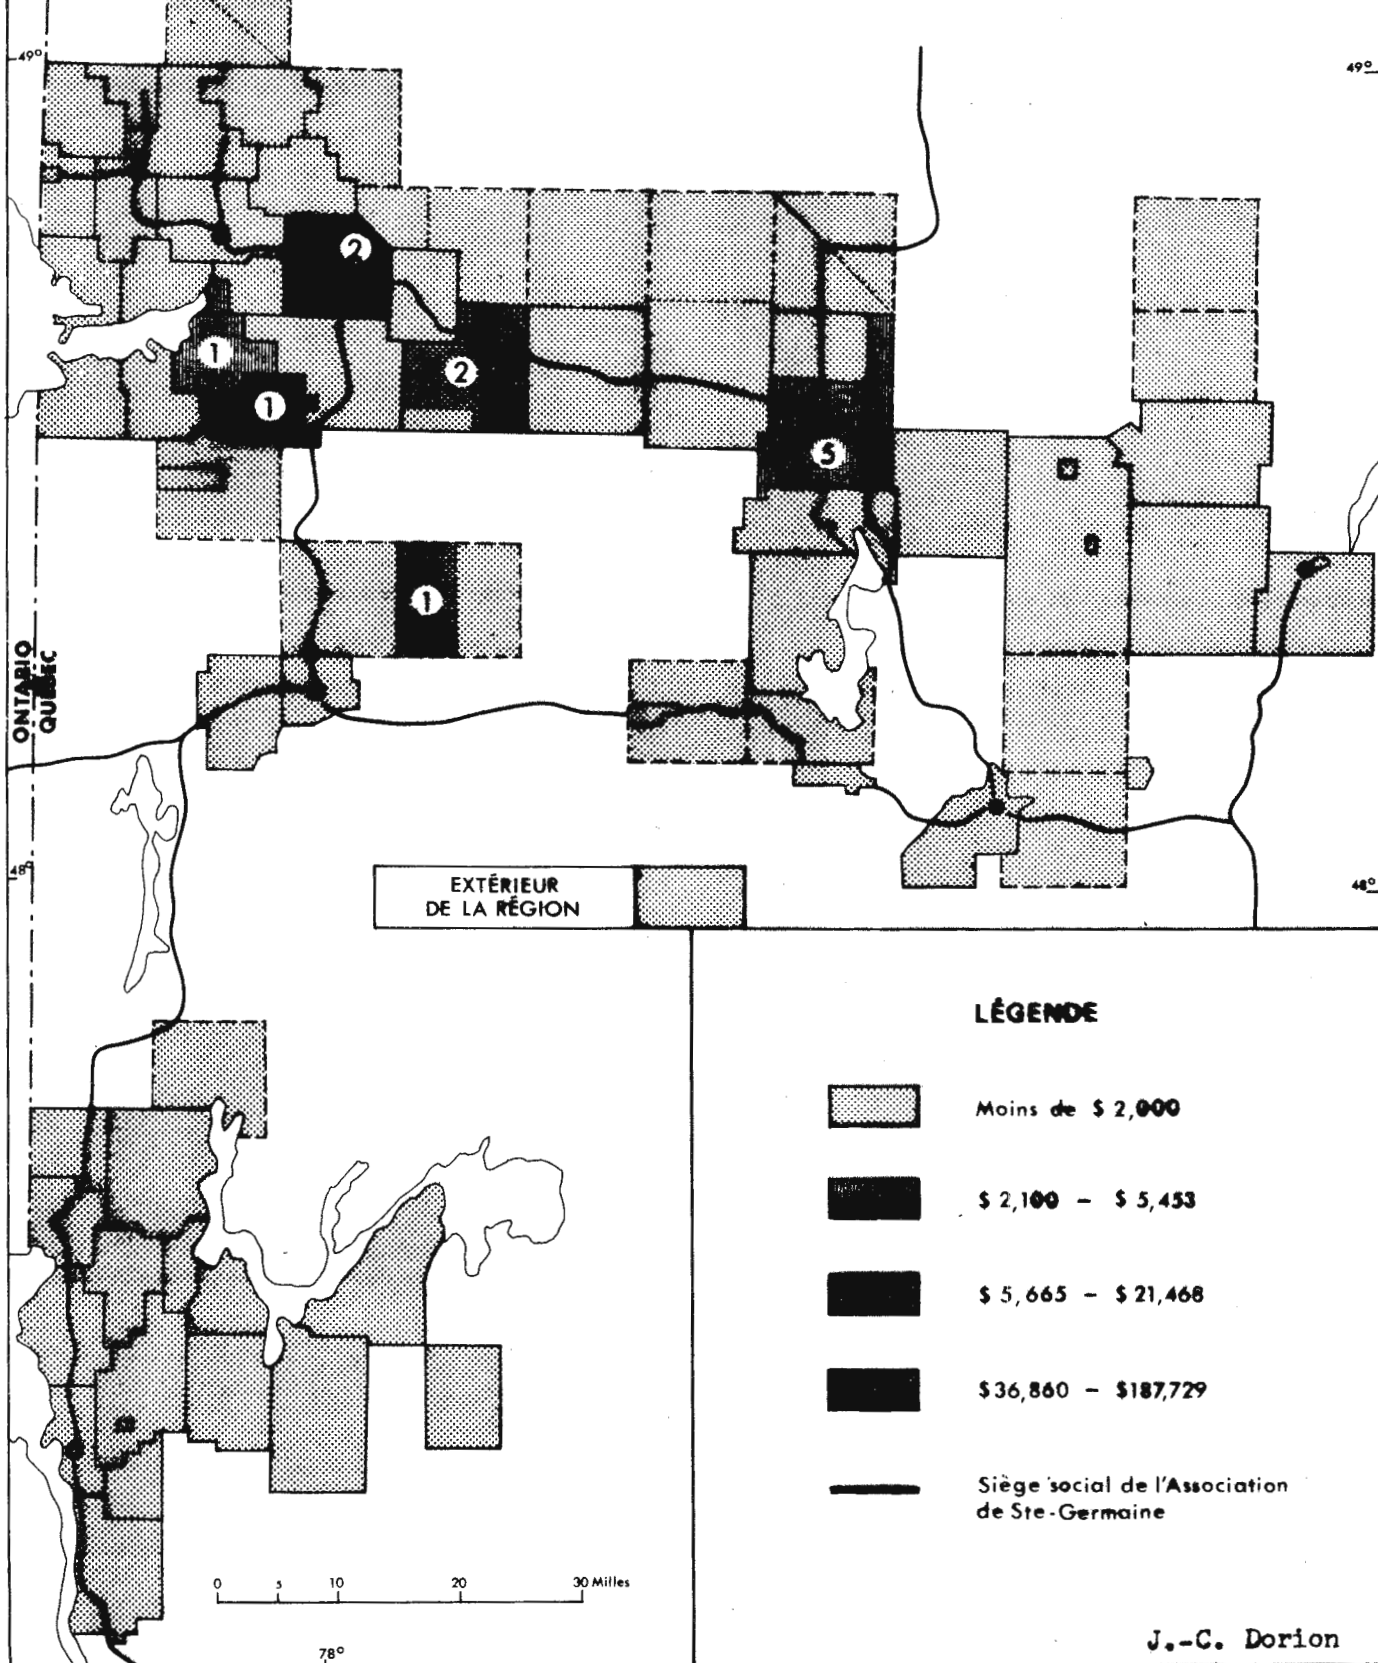 49°
49°
2
1
2
1
5
1
ONTARIO
QUÉBEC
48°
48°
EXTÉRIEUR
DE LA RÉGION
LÉGENDE
Moins de $ 2,000
$ 2,100 – $ 5,453
$ 5,665 – $ 21,468
$36,860 – $187,729
Siège social de l'Association
de Ste-Germaine
0 5 10 20 30 Milles
78°
J.-C. Dorion